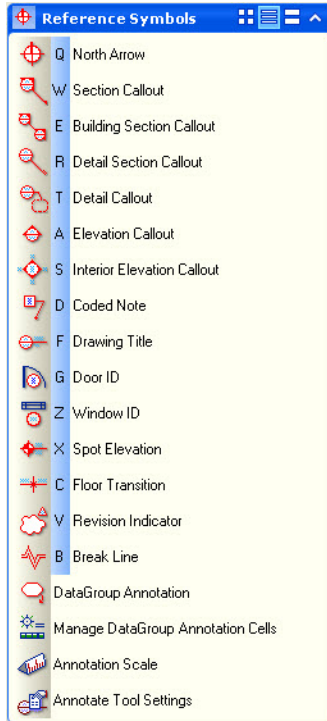 Reference Symbols
Q North Arrow
W Section Callout
E Building Section Callout
R Detail Section Callout
T Detail Callout
A Elevation Callout
S Interior Elevation Callout
D Coded Note
F Drawing Title
G Door ID
Z Window ID
X Spot Elevation
C Floor Transition
V Revision Indicator
B Break Line
DataGroup Annotation
Manage DataGroup Annotation Cells
Annotation Scale
Annotate Tool Settings